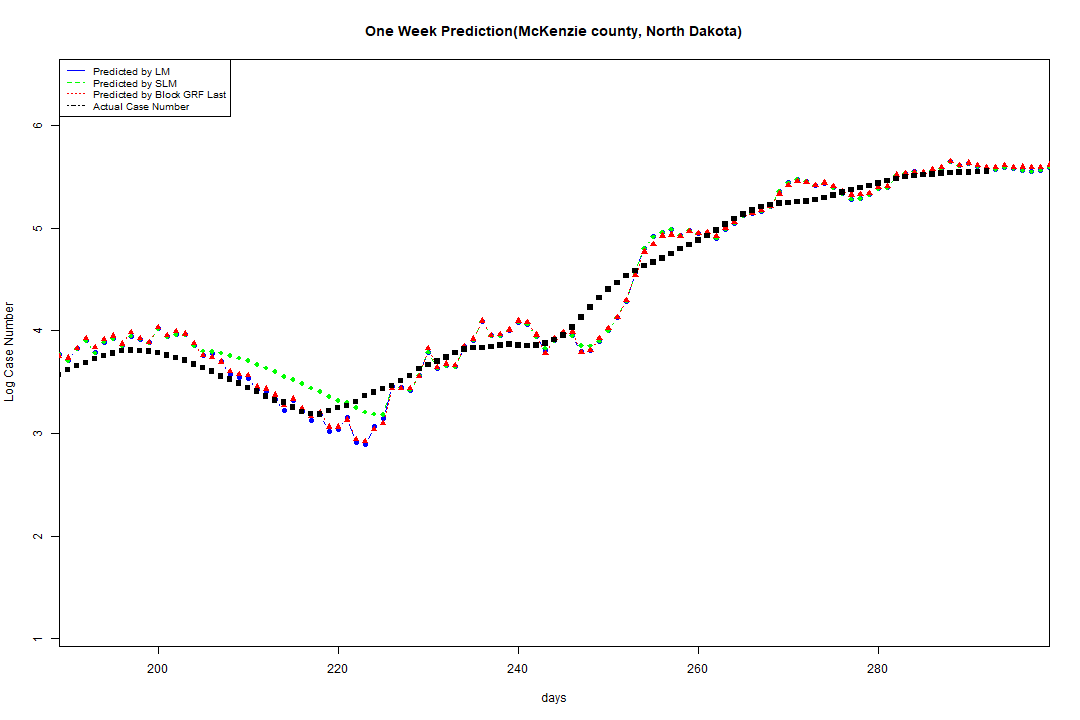 One Week Prediction(McKenzie county, North Dakota)
Predicted by LM
Predicted by SLM
Predicted by Block GRF Last
Actual Case Number
6
5
4
3
2
1
Log Case Number
200 220 240 260 280
days